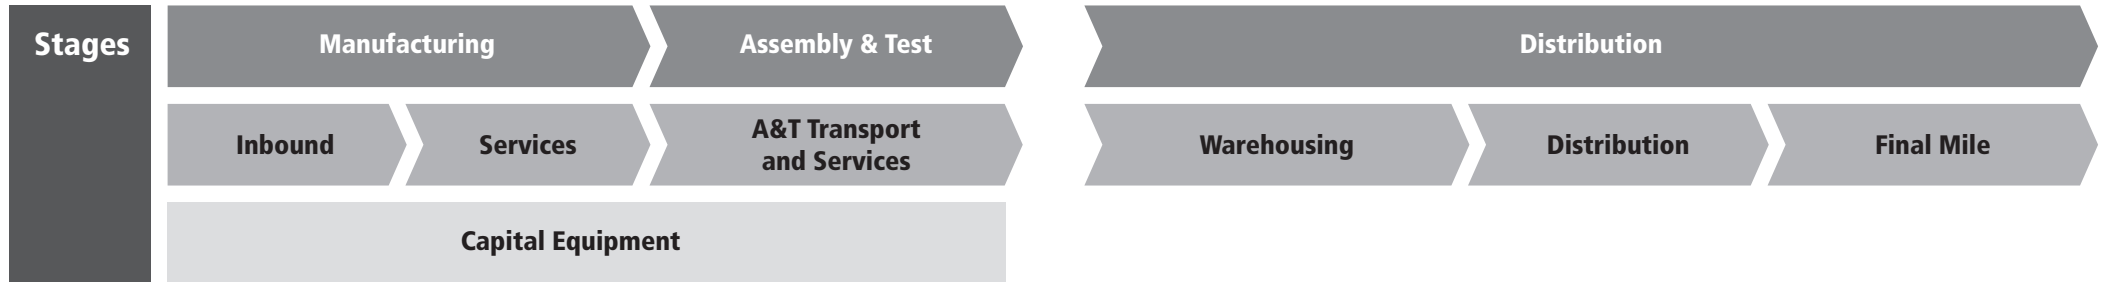 Stages
Manufacturing
Assembly & Test
Distribution
Inbound
Services
A&T Transport
and Services
Warehousing
Distribution
Final Mile
Capital Equipment